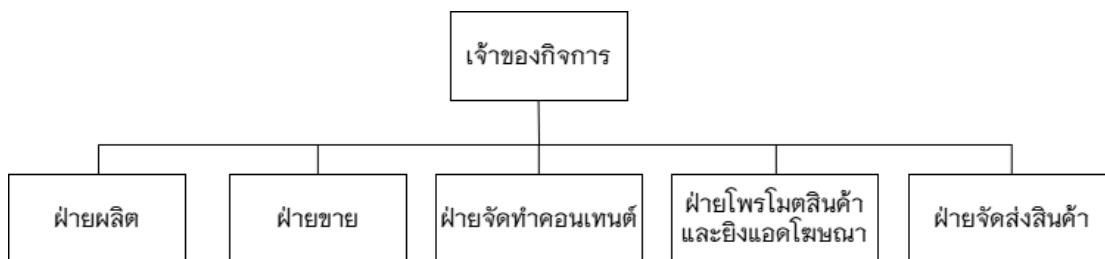 เจ้าของกิจการ
ฝ่ายผลิต
ฝ่ายขาย
ฝ่ายจัดทำคอนเทนต์
ฝ่ายโพรโมตสินค้า
และยิงแอดโฆษณา
ฝ่ายจัดส่งสินค้า